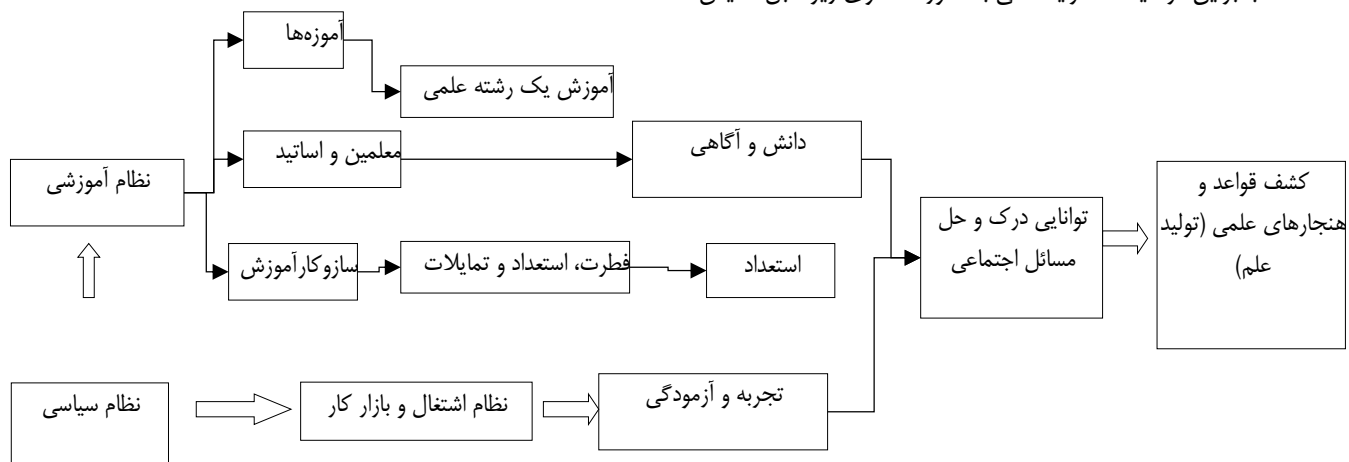 آموزه‌ها
آموزش یک رشته علمی
معلمین و اساتید
دانش و آگاهی
نظام آموزشی
کشف قواعد و
هنجارهای علمی (تولید
علم)
توانایی درک و حل
مسائل اجتماعی
سازوکارآموزش
فطرت، استعداد و تمایلات
استعداد
نظام سیاسی
نظام اشتغال و بازار کار
تجربه و آزمودگی